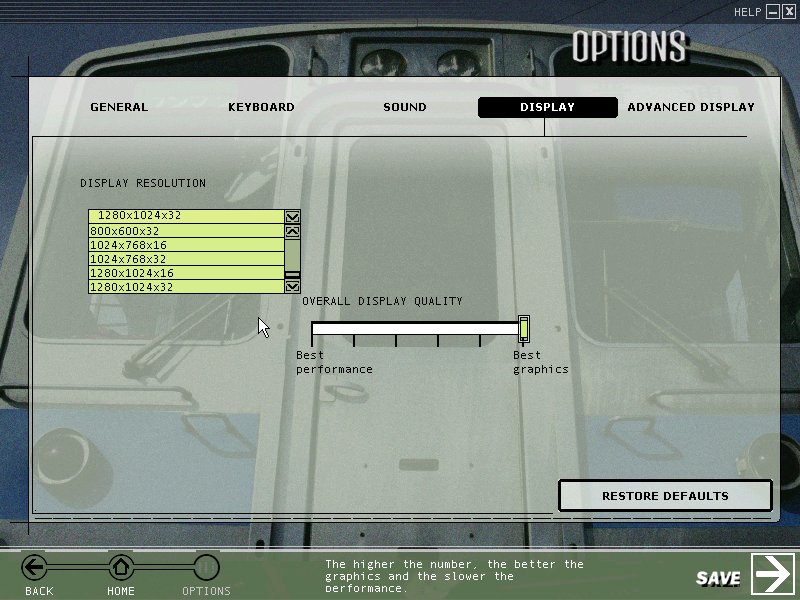 HELP
OPTIONS
GENERAL KEYBOARD SOUND DISPLAY ADVANCED DISPLAY
DISPLAY RESOLUTION
1280x1024x32
800x600x32
1024x768x16
1024x768x32
1280x1024x16
1280x1024x32
OVERALL DISPLAY QUALITY
Best performance
Best graphics
RESTORE DEFAULTS
The higher the number, the better the
graphics and the slower the
performance.
BACK HOME OPTIONS
SAVE